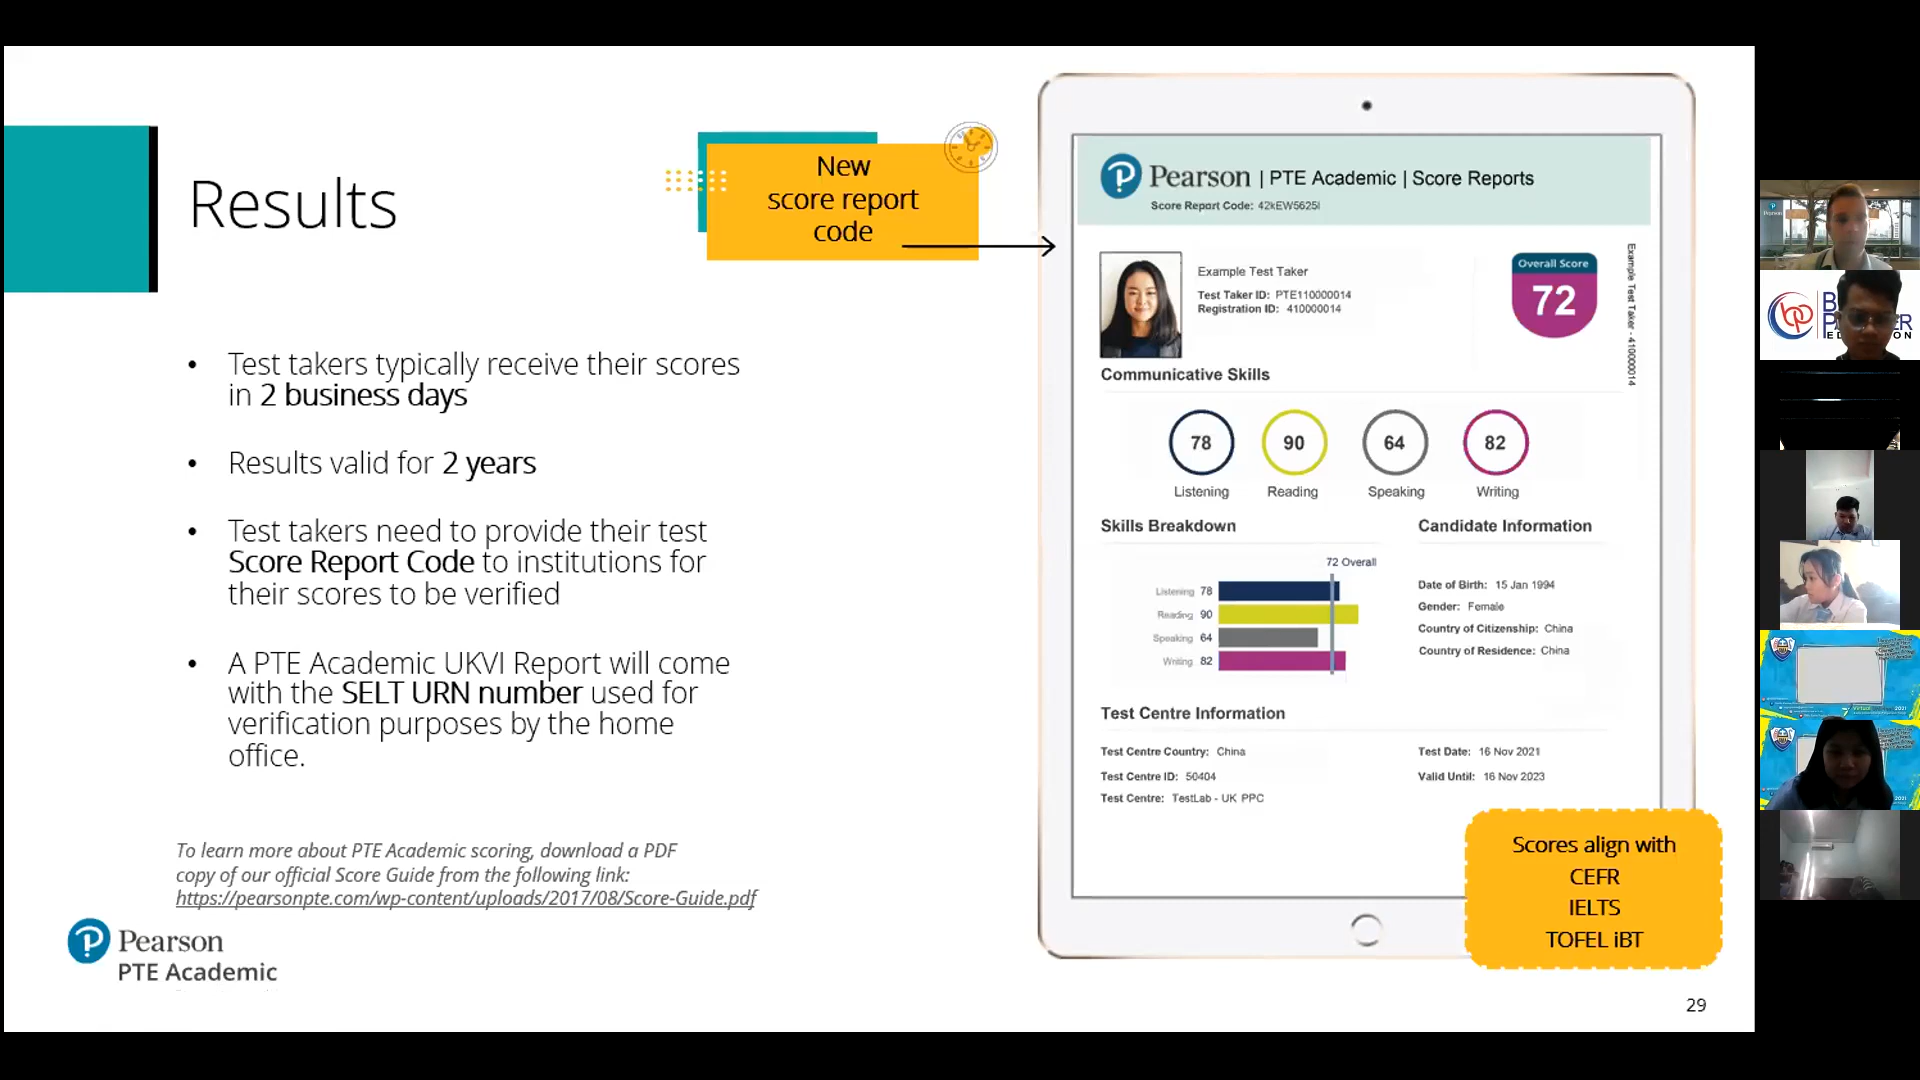 Results
New
score report
code
• Test takers typically receive their scores
in 2 business days
• Results valid for 2 years
• Test takers need to provide their test
Score Report Code to institutions for
their scores to be verified
• A PTE Academic UKVI Report will come
with the SELT URN number used for
verification purposes by the home
office.
To learn more about PTE Academic scoring, download a PDF
copy of our official Score Guide from the following link:
https://pearsonpte.com/wp-content/uploads/2017/08/Score-Guide.pdf
Pearson
PTE Academic
Pearson | PTE Academic | Score Reports
Score Report Code: 42kEW5625I
Example Test Taker
Test Taker ID: PTE110000014
Registration ID: 410000014
Overall Score
72
Example Test Taker - 410000014
Communicative Skills
78 90 64 82
Listening Reading Speaking Writing
Skills Breakdown
72 Overall
Listening 78
Reading 90
Speaking 64
Writing 82
Candidate Information
Date of Birth: 15 Jan 1994
Gender: Female
Country of Citizenship: China
Country of Residence: China
Test Centre Information
Test Centre Country: China
Test Centre ID: 50404
Test Centre: TestLab - UK PPC
Test Date: 16 Nov 2021
Valid Until: 16 Nov 2023
Scores align with
CEFR
IELTS
TOFEL iBT
29
Pearson